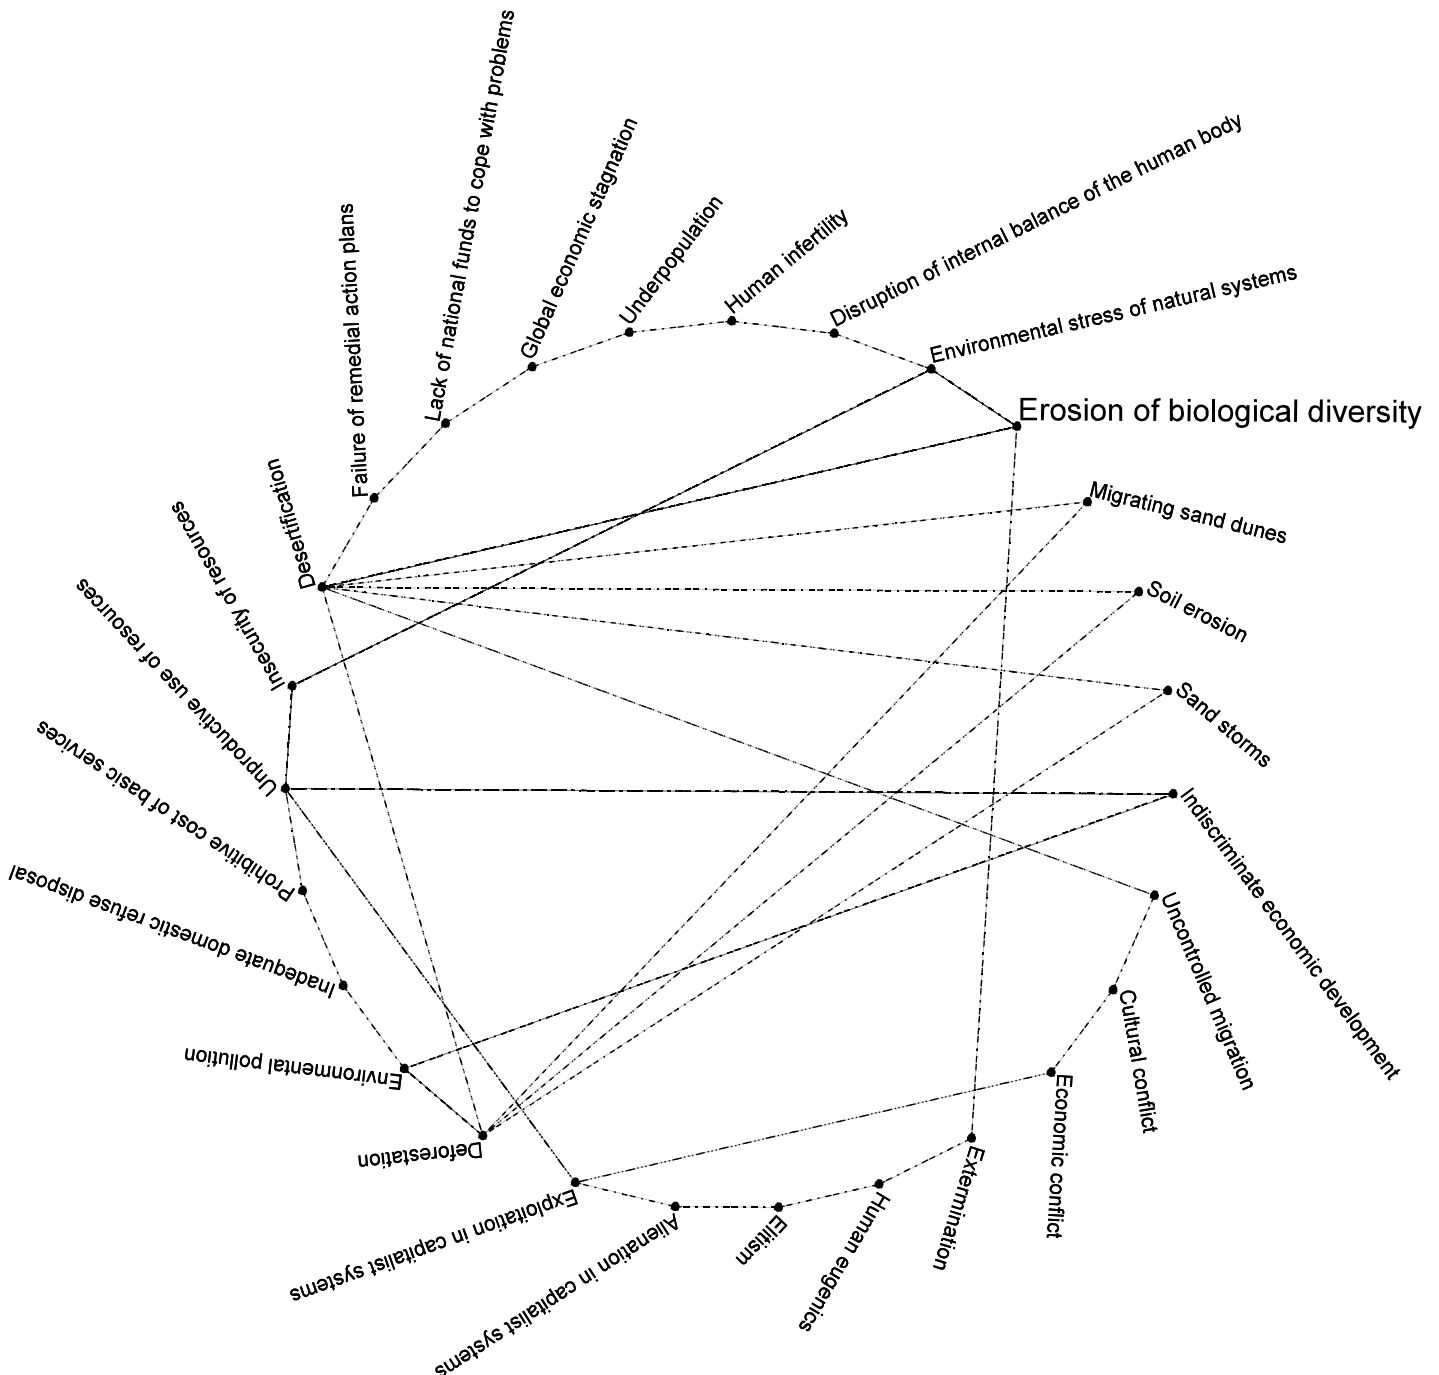 Lack of national funds to cope with problems
Global economic stagnation
Underpopulation
Human infertility
Disruption of internal balance of the human body
Environmental stress of natural systems
Erosion of biological diversity
Migrating sand dunes
Soil erosion
Sand storms
Indiscriminate economic development
Uncontrolled migration
Cultural conflict
Economic conflict
Extermination
Human eugenics
Elitism
Alienation in capitalist systems
Exploitation in capitalist systems
Deforestation
Environmental pollution
Inadequate domestic refuse disposal
Prohibitive cost of basic services
Unproductive use of resources
Insecurity of resources
Desertification
Failure of remedial action plans